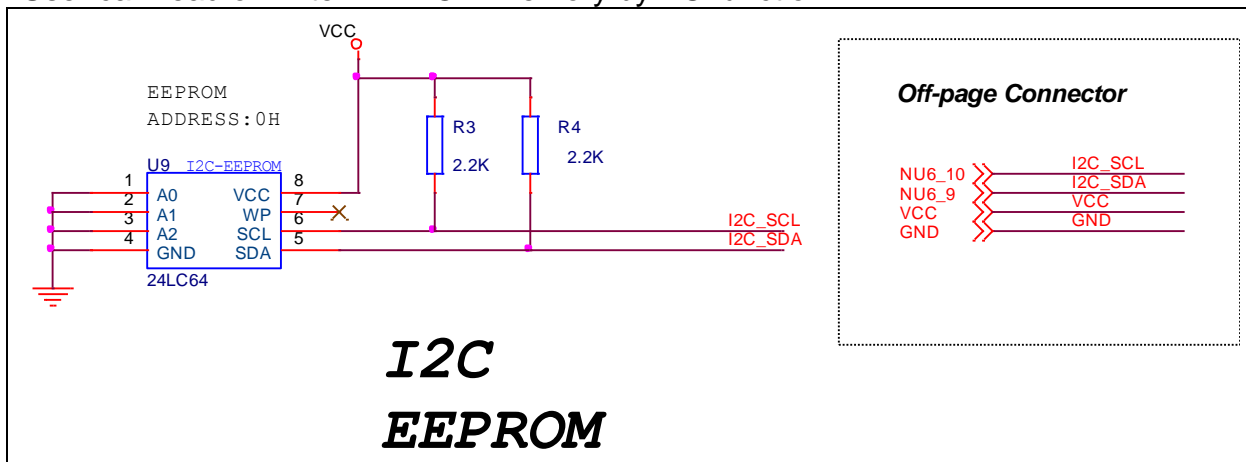 VCC
EEPROM
ADDRESS:0H
U9 I2C-EEPROM
1 A0 VCC 8
2 A1 WP 7
3 A2 SCL 6
4 GND SDA 5
24LC64
R3
2.2K
R4
2.2K
I2C_SCL
I2C_SDA
I2C
EEPROM
Off-page Connector
NU6_10 I2C_SCL
NU6_9 I2C_SDA
VCC VCC
GND GND